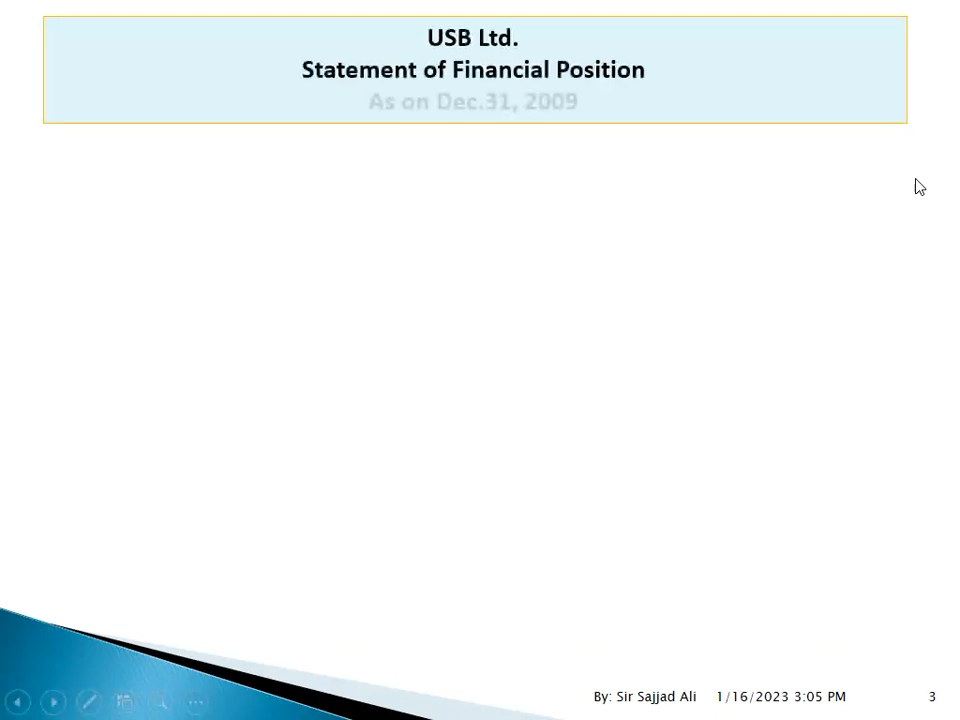 USB Ltd.
Statement of Financial Position
As on Dec.31, 2009
By: Sir Sajjad Ali 1/16/2023 3:05 PM 3